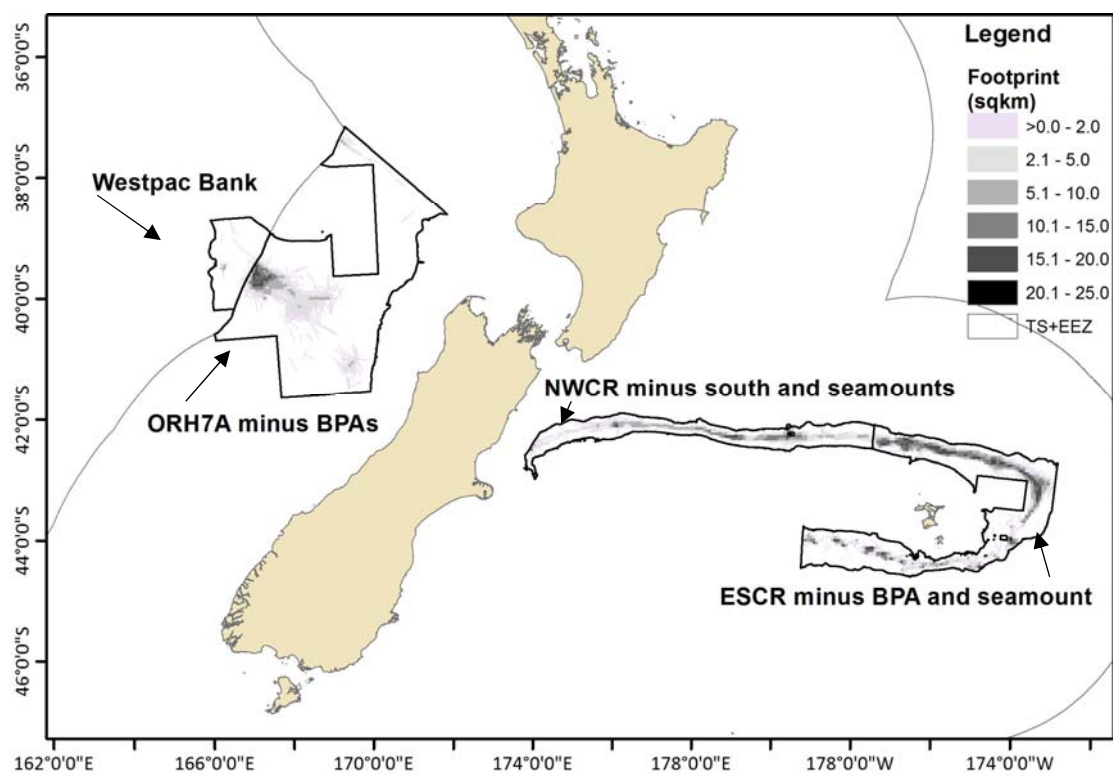 Legend
Footprint
(sqkm)
>0.0 - 2.0
2.1 - 5.0
5.1 - 10.0
10.1 - 15.0
15.1 - 20.0
20.1 - 25.0
TS+EEZ
Westpac Bank
ORH7A minus BPAs
NWCR minus south and seamounts
ESCR minus BPA and seamount
36°0'0"S
38°0'0"S
40°0'0"S
42°0'0"S
44°0'0"S
46°0'0"S
162°0'0"E
166°0'0"E
170°0'0"E
174°0'0"E
178°0'0"E
178°0'0"W
174°0'0"W